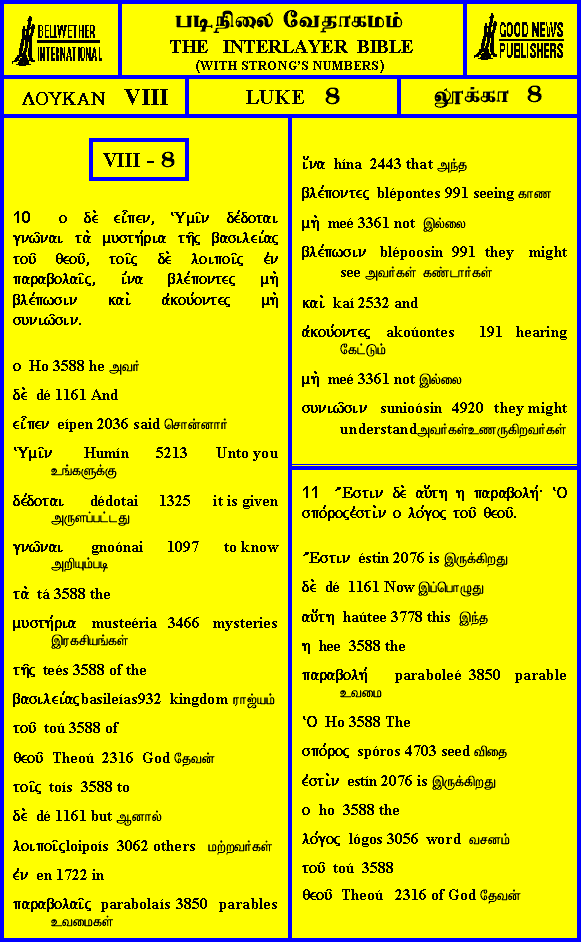 BELLWETHER
INTERNATIONAL
படிநிலை வேதாகமம்
THE INTERLAYER BIBLE
(WITH STRONG'S NUMBERS)
GOOD NEWS
PUBLISHERS
ΛΟΥΚΑΝ VIII
LUKE 8
லூக்கா 8
VIII - 8
10 ο δὲ εἶπεν, Ὑμῖν δέδοται
γνῶναι τὰ μυστήρια τῆς βασιλείας
τοῦ θεοῦ, τοῖς δὲ λοιποῖς ἐν
παραβολαῖς, ἵνα βλέποντες μὴ
βλέπωσιν καὶ ἀκούοντες μὴ
συνιῶσιν.
ο Ho 3588 he அவர்
δὲ dé 1161 And
εἶπεν eípen 2036 said சொன்னார்
Ὑμῖν Humín 5213 Unto you
உங்களுக்கு
δέδοται dédotai 1325 it is given
அருளப்பட்டது
γνῶναι gnoónai 1097 to know
அறியும்படி
τὰ tá 3588 the
μυστήρια musteéria 3466 mysteries
இரகசியங்கள்
τῆς teés 3588 of the
βασιλείας basileías932 kingdom ராஜ்யம்
τοῦ toú 3588 of
θεοῦ Theoú 2316 God தேவன்
τοῖς toís 3588 to
δὲ dé 1161 but ஆனால்
λοιποῖς loipoís 3062 others மற்றவர்கள்
ἐν en 1722 in
παραβολαῖς parabolaís 3850 parables
உவமைகள்
ἵνα hína 2443 that அந்த
βλέποντες blépontes 991 seeing காண
μὴ meé 3361 not இல்லை
βλέπωσιν blépoosin 991 they might
see அவர்கள் கண்டார்கள்
καὶ kaí 2532 and
ἀκούοντες akoúontes 191 hearing
கேட்டும்
μὴ meé 3361 not இல்லை
συνιῶσιν sunioósin 4920 they might
understandஅவர்கள்உணருகிறவர்கள்
11 Ἔστιν δὲ αὕτη η παραβολή· Ὁ
σπόροςἐστὶν ο λόγος τοῦ θεοῦ.
Ἔστιν éstin 2076 is இருக்கிறது
δὲ dé 1161 Now இப்பொழுது
αὕτη haútee 3778 this இந்த
η hee 3588 the
παραβολή paraboleé 3850 parable
உவமை
Ὁ Ho 3588 The
σπόρος spóros 4703 seed விதை
ἐστὶν estín 2076 is இருக்கிறது
ο ho 3588 the
λόγος lógos 3056 word வசனம்
τοῦ toú 3588
θεοῦ Theoú 2316 of God தேவன்